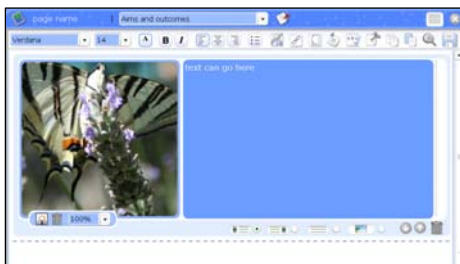 page name Aims and outcomes
Verdana 14 A B I
text can go here
100%